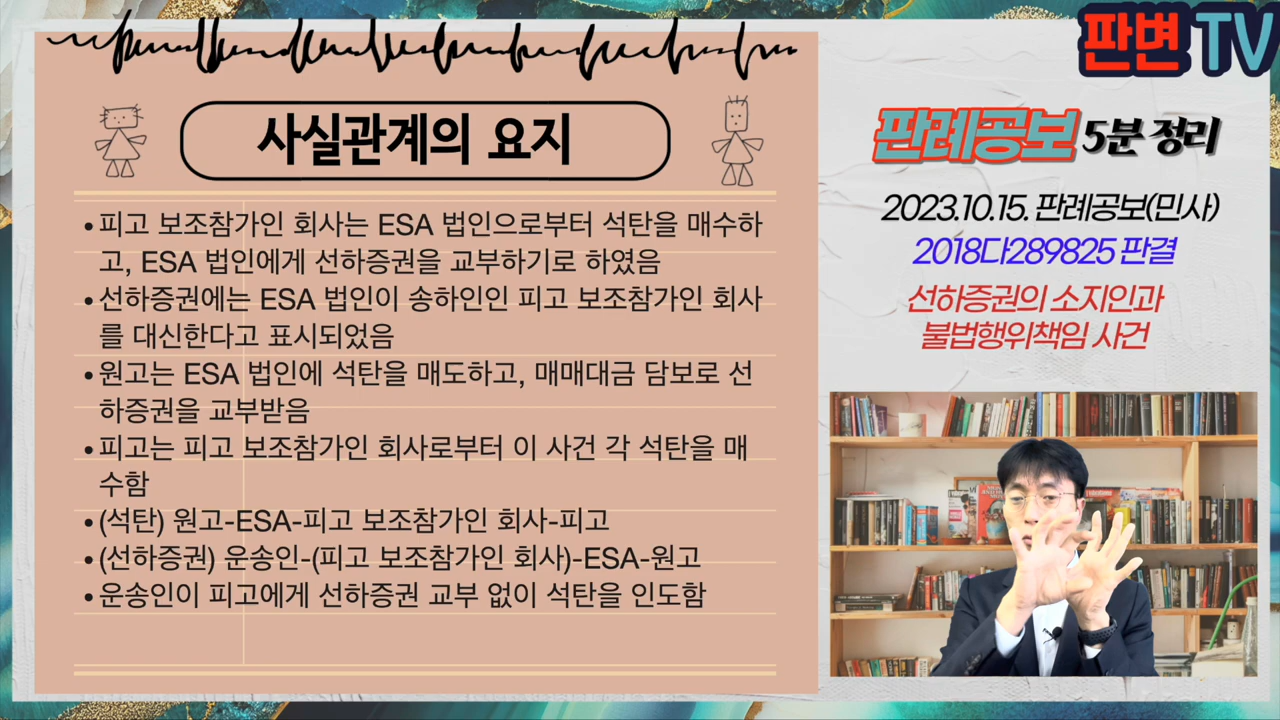 판변 TV
사실관계의 요지
• 피고 보조참가인 회사는 ESA 법인으로부터 석탄을 매수하
고, ESA 법인에게 선하증권을 교부하기로 하였음
• 선하증권에는 ESA 법인이 송하인인 피고 보조참가인 회사
를 대신한다고 표시되었음
• 원고는 ESA 법인에 석탄을 매도하고, 매매대금 담보로 선
하증권을 교부받음
• 피고는 피고 보조참가인 회사로부터 이 사건 각 석탄을 매
수함
• (석탄) 원고-ESA-피고 보조참가인 회사-피고
• (선하증권) 운송인-(피고 보조참가인 회사)-ESA-원고
• 운송인이 피고에게 선하증권 교부 없이 석탄을 인도함
판례공보 5분 정리
2023.10.15. 판례공보(민사)
2018다289825 판결
선하증권의 소지인과
불법행위책임 사건